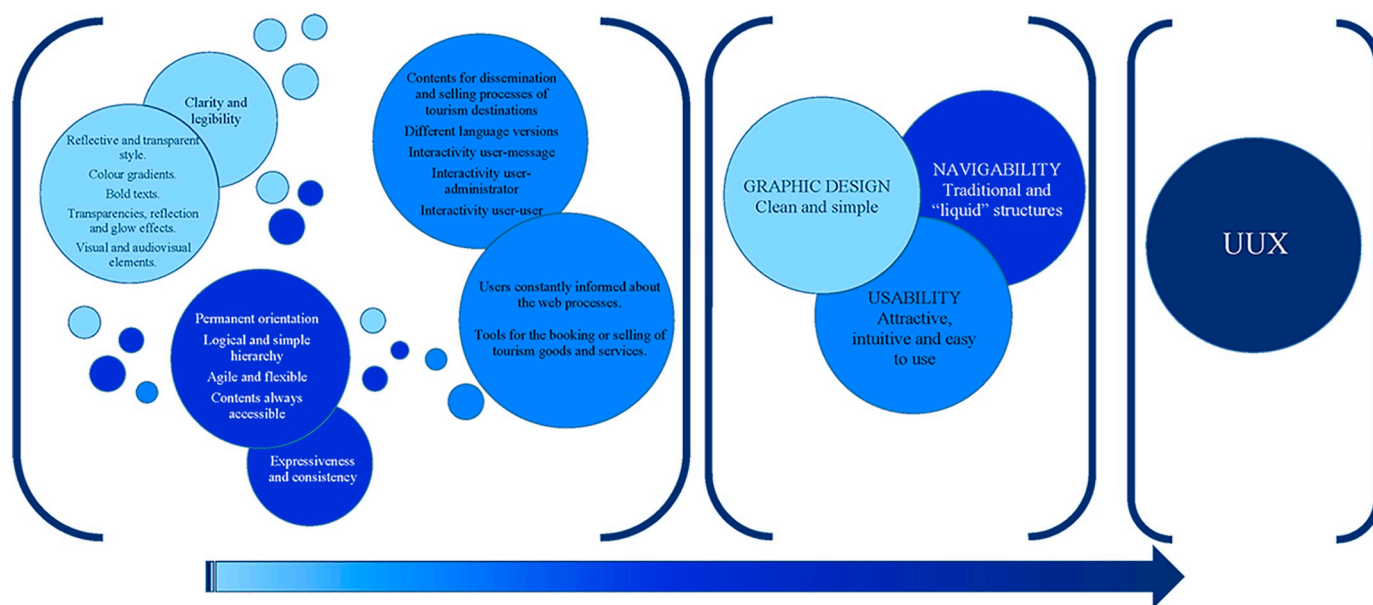 Clarity and
legibility
Reflective and transparent
style.
Colour gradients.
Bold texts.
Transparencies, reflection
and glow effects.
Visual and audiovisual
elements.
Contents for dissemination
and selling processes of
tourism destinations
Different language versions
Interactivity user-message
Interactivity user-
administrator
Interactivity user-user
Users constantly informed about
the web processes.
Tools for the booking or selling of
tourism goods and services.
Permanent orientation
Logical and simple
hierarchy
Agile and flexible
Contents always
accessible
Expressiveness
and consistency
GRAPHIC DESIGN
Clean and simple
NAVIGABILITY
Traditional and
“liquid” structures
USABILITY
Attractive,
intuitive and easy
to use
UUX